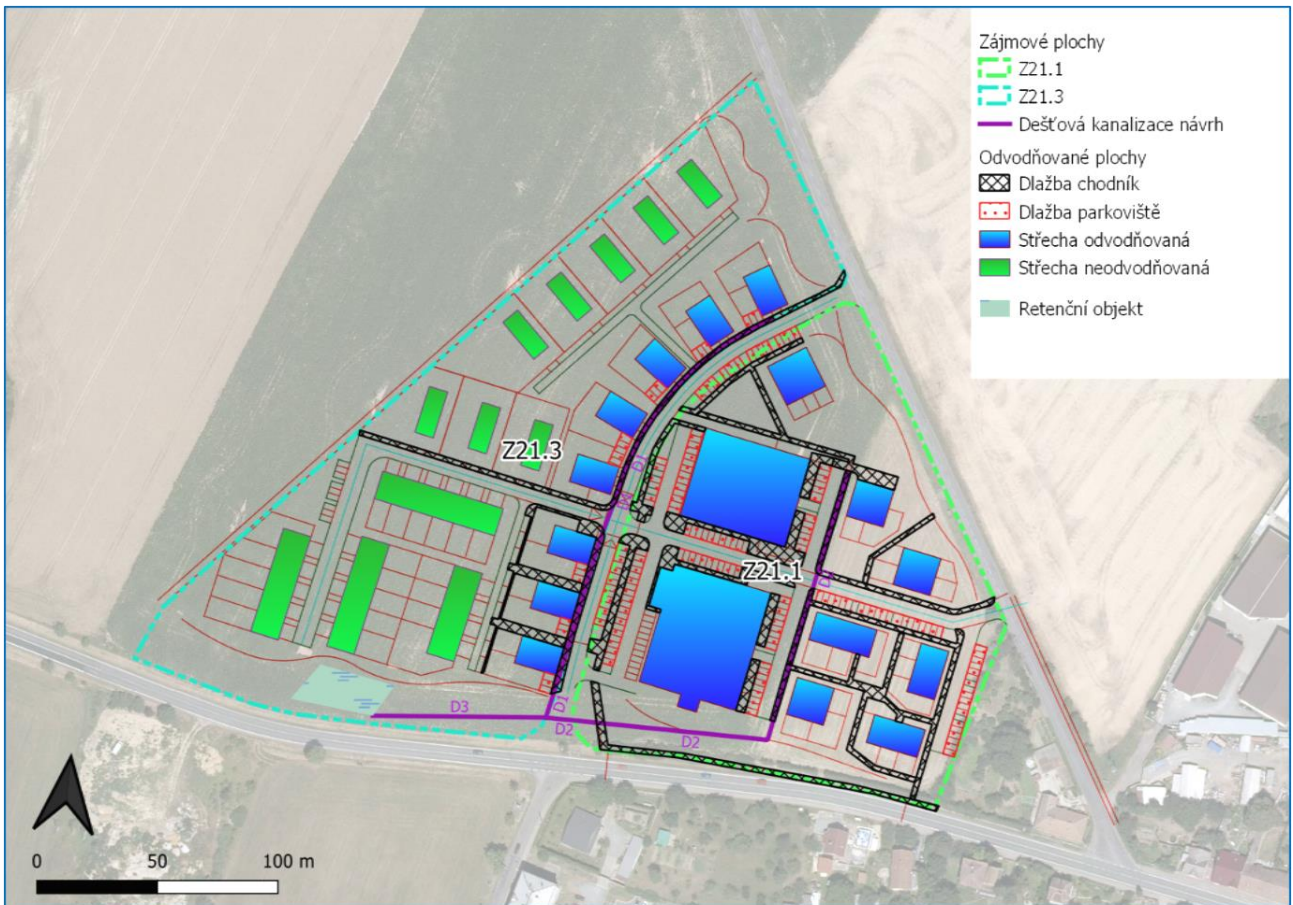 Zájmové plochy
Z21.1
Z21.3
Dešťová kanalizace návrh
Odvodňované plochy
Dlažba chodník
Dlažba parkoviště
Střecha odvodňovaná
Střecha neodvodňovaná
Retenční objekt
Z21.3
D1
Z21.1
D1
D3
D2
D2
0 50 100 m